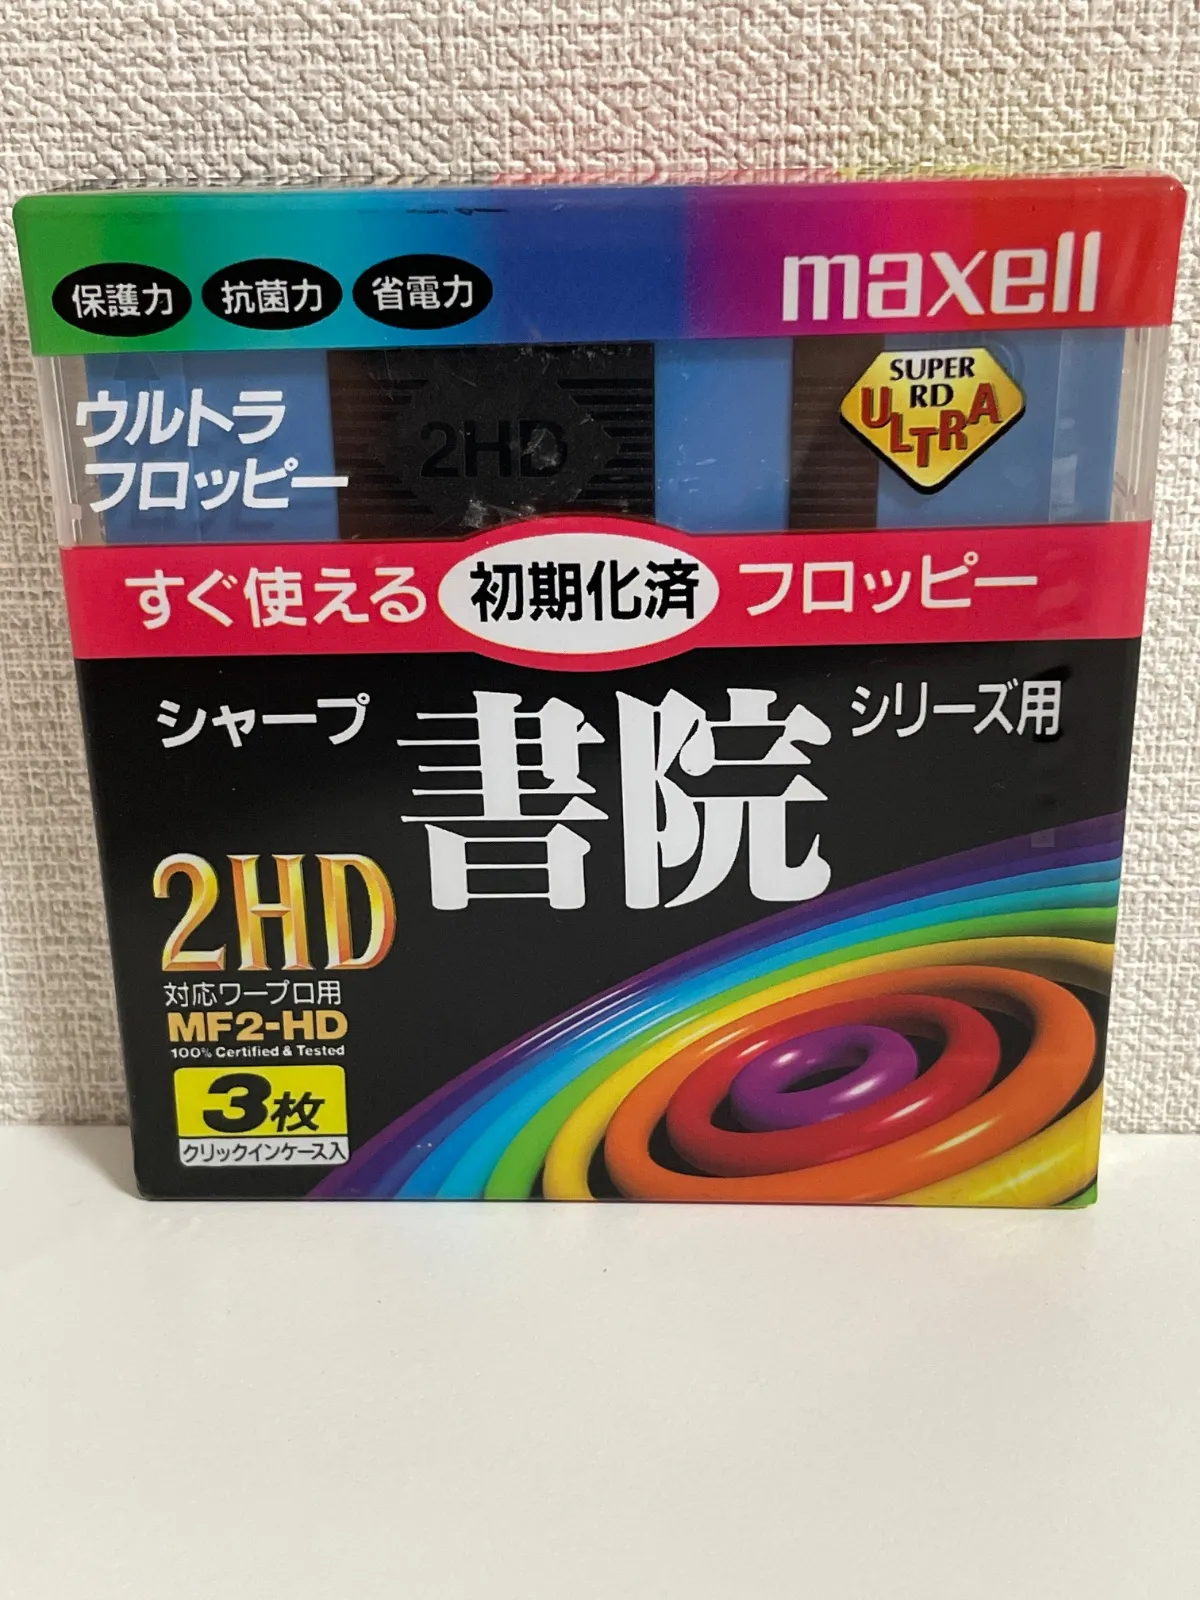 保護力 抗菌力 省電力
maxell
ウルトラ
フロッピー
2HD
SUPER
RD
ULTRA
すぐ使える 初期化済 フロッピー
シャープ 書院 シリーズ用
2HD
対応ワープロ用
MF2-HD
100% Certified & Tested
3枚
クリックインケース入